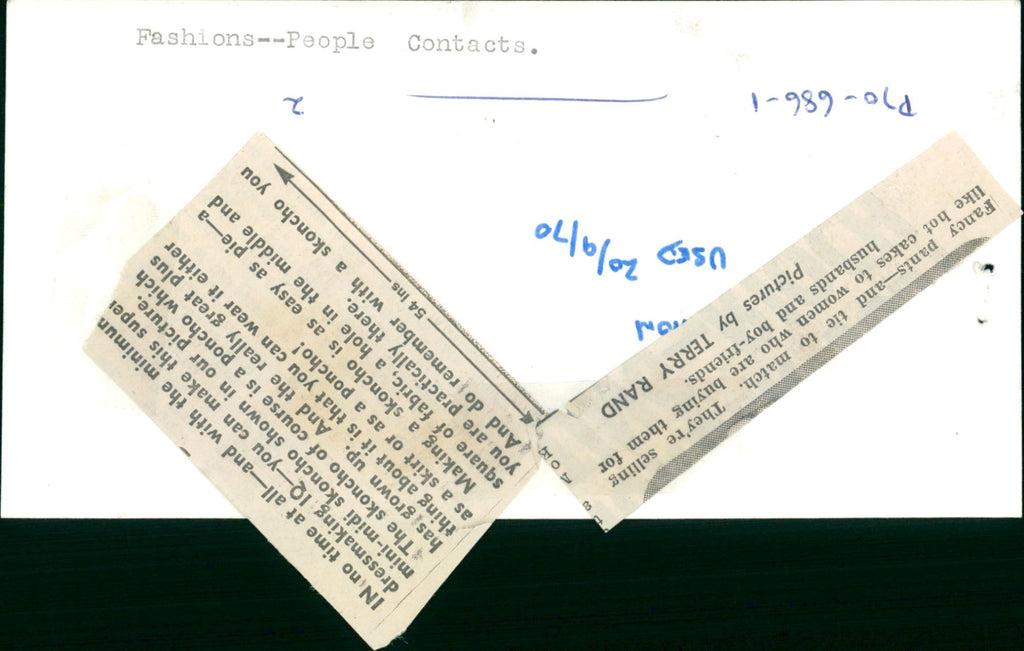 Fashions--People Contacts.
P70-686-1
2
USED 20/9/70
IN no time at all—and with the minimum
dressmaking IQ—you can make this super
mini-midi skoncho shown in our picture.
The skoncho of course is a poncho which
has grown up. And the really great plus
thing about it is that you can wear it either
as a skirt or as a poncho!
Making a skoncho is as easy as pie—a
square of fabric, a hole in the middle and
you are practically there.
And do remember with a skoncho you
54 ins
Fancy pants—and tie to match. They're selling
like hot cakes to women who are buying them for
husbands and boy-friends.
Pictures by TERRY RAND